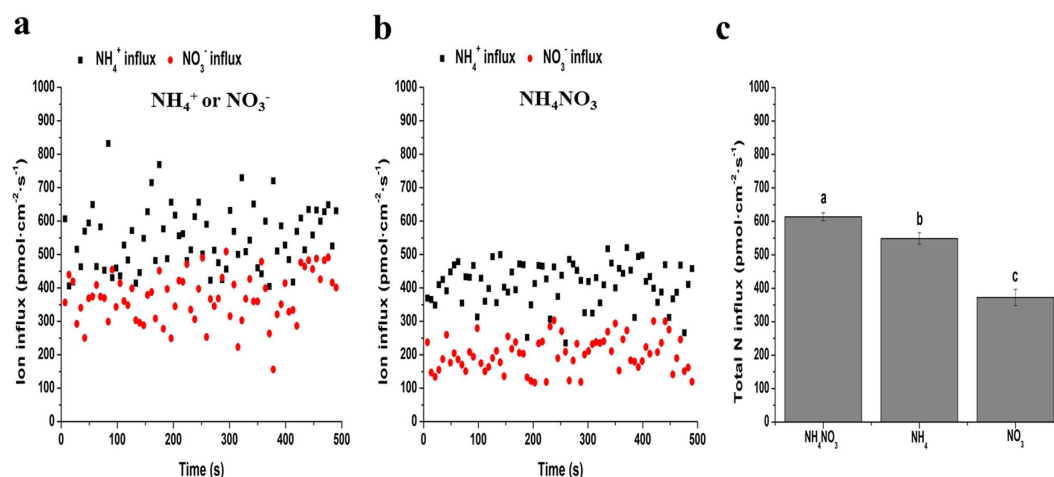 a
NH₄⁺ influx NO₃⁻ influx
NH₄⁺ or NO₃⁻
Ion influx (pmol·cm⁻²·s⁻¹)
1000
900
800
700
600
500
400
300
200
100
0
0 100 200 300 400 500
Time (s)
b
NH₄⁺ influx NO₃⁻ influx
NH₄NO₃
Ion influx (pmol·cm⁻²·s⁻¹)
1000
900
800
700
600
500
400
300
200
100
0
0 100 200 300 400 500
Time (s)
c
Total N influx (pmol·cm⁻²·s⁻¹)
1000
900
800
700
600
500
400
300
200
100
0
a
b
c
NH₄NO₃ NH₄ NO₃